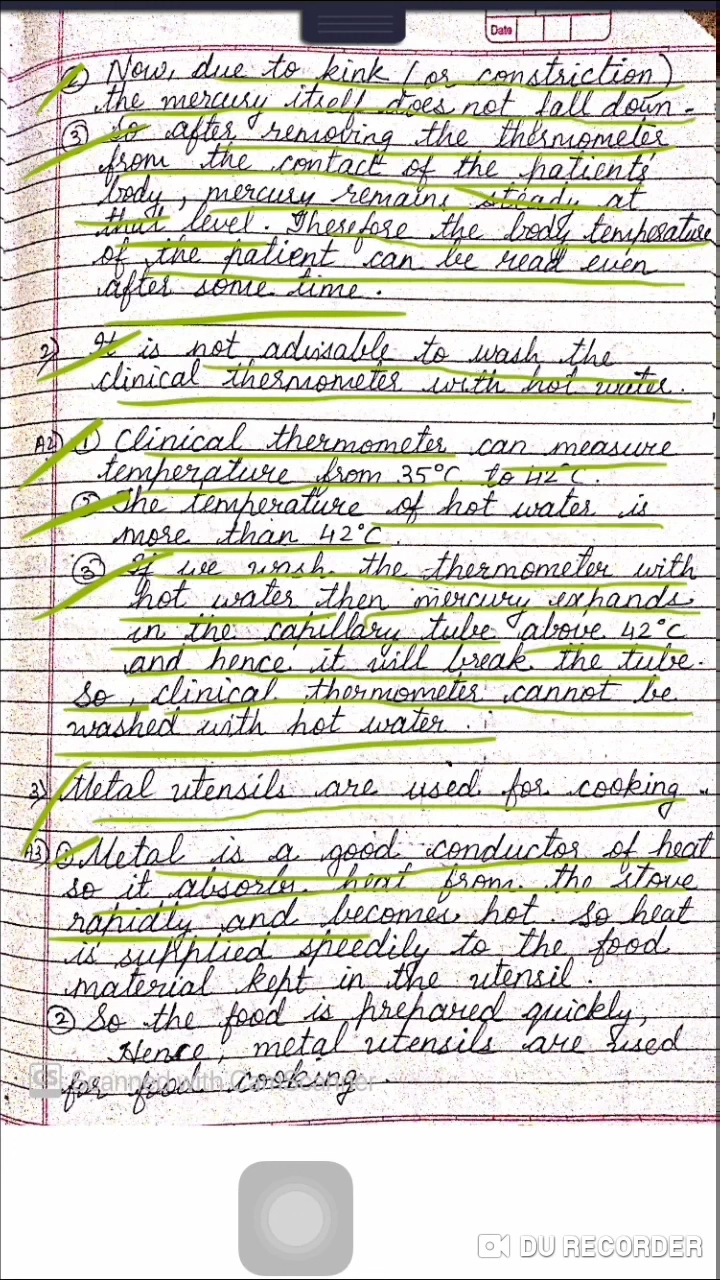 Date
② Now, due to kink (or constriction)
the mercury itself does not fall down.
③ So after removing the thermometer
from the contact of the patient's
body, mercury remains steady at
that level. Therefore the body temperature
of the patient can be read even
after some time.
2) It is not advisable to wash the
clinical thermometer with hot water.
A2) ① Clinical thermometer can measure
temperature from 35°C to 42°C.
② The temperature of hot water is
more than 42°C.
③ If we wash the thermometer with
hot water then mercury expands
in the capillary tube above 42°C
and hence it will break the tube.
So, clinical thermometer cannot be
washed with hot water.
3) Metal utensils are used for cooking.
A3) ① Metal is a good conductor of heat
so it absorbs heat from the stove
rapidly and becomes hot. So heat
is supplied speedily to the food
material kept in the utensil.
② So the food is prepared quickly,
Hence, metal utensils are used
for food cooking.
CS Scanned with CamScanner
DU RECORDER